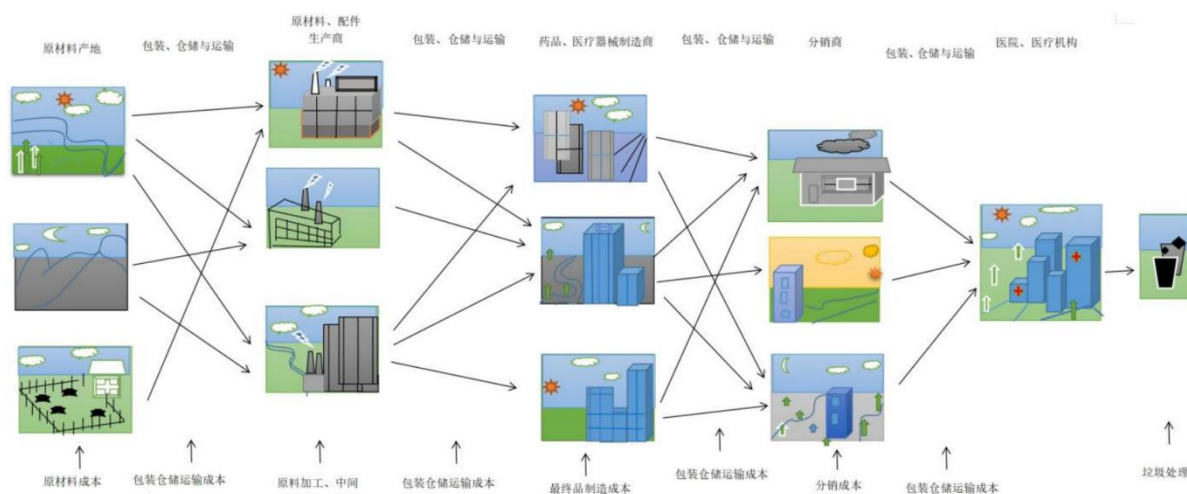 原材料产地
包装、仓储与运输
原材料、配件
生产商
包装、仓储与运输
药品、医疗器械制造商
包装、仓储与运输
分销商
包装、仓储与运输
医院、医疗机构
原材料成本
包装仓储运输成本
原料加工、中间
包装仓储运输成本
最终品制造成本
包装仓储运输成本
分销成本
包装仓储运输成本
垃圾处理